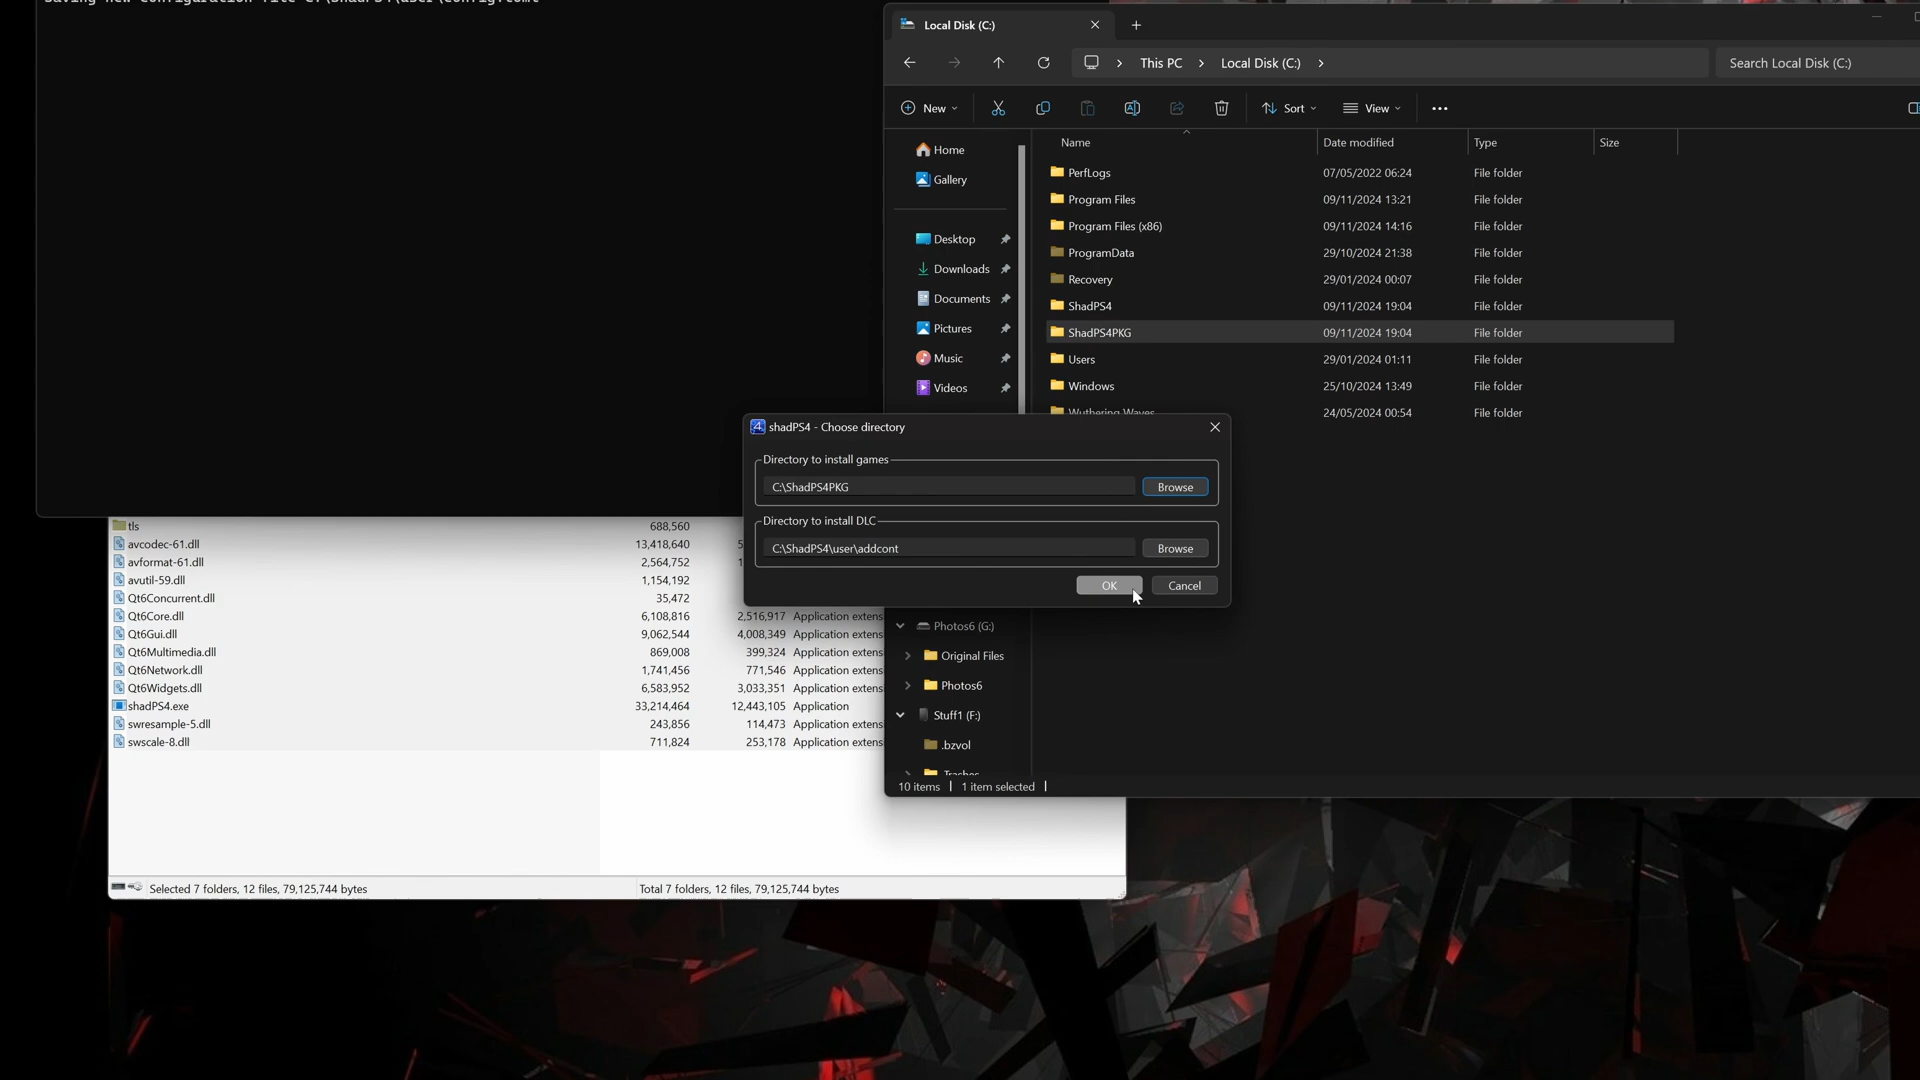 Saving new configuration file C:\ShadPS4\user\config.toml
Local Disk (C:)
This PC
Local Disk (C:)
Search Local Disk (C:)
New
Sort
View
Name
Date modified
Type
Size
Home
Gallery
Desktop
Downloads
Documents
Pictures
Music
Videos
PerfLogs 07/05/2022 06:24 File folder
Program Files 09/11/2024 13:21 File folder
Program Files (x86) 09/11/2024 14:16 File folder
ProgramData 29/10/2024 21:38 File folder
Recovery 29/01/2024 00:07 File folder
ShadPS4 09/11/2024 19:04 File folder
ShadPS4PKG 09/11/2024 19:04 File folder
Users 29/01/2024 01:11 File folder
Windows 25/10/2024 13:49 File folder
Wuthering Waves 24/05/2024 00:54 File folder
shadPS4 - Choose directory
Directory to install games
C:\ShadPS4PKG
Browse
Directory to install DLC
C:\ShadPS4\user\addcont
Browse
OK
Cancel
tls 688,560
avcodec-61.dll 13,418,640
avformat-61.dll 2,564,752
avutil-59.dll 1,154,192
Qt6Concurrent.dll 35,472
Qt6Core.dll 6,108,816 2,516,917 Application extens
Qt6Gui.dll 9,062,544 4,008,349 Application extens
Qt6Multimedia.dll 869,008 399,324 Application extens
Qt6Network.dll 1,741,456 771,546 Application extens
Qt6Widgets.dll 6,583,952 3,033,351 Application extens
shadPS4.exe 33,214,464 12,443,105 Application
swresample-5.dll 243,856 114,473 Application extens
swscale-8.dll 711,824 253,178 Application extens
Photos6 (G:)
Original Files
Photos6
Stuff1 (F:)
.bzvol
10 items
1 item selected
Selected 7 folders, 12 files, 79,125,744 bytes
Total 7 folders, 12 files, 79,125,744 bytes